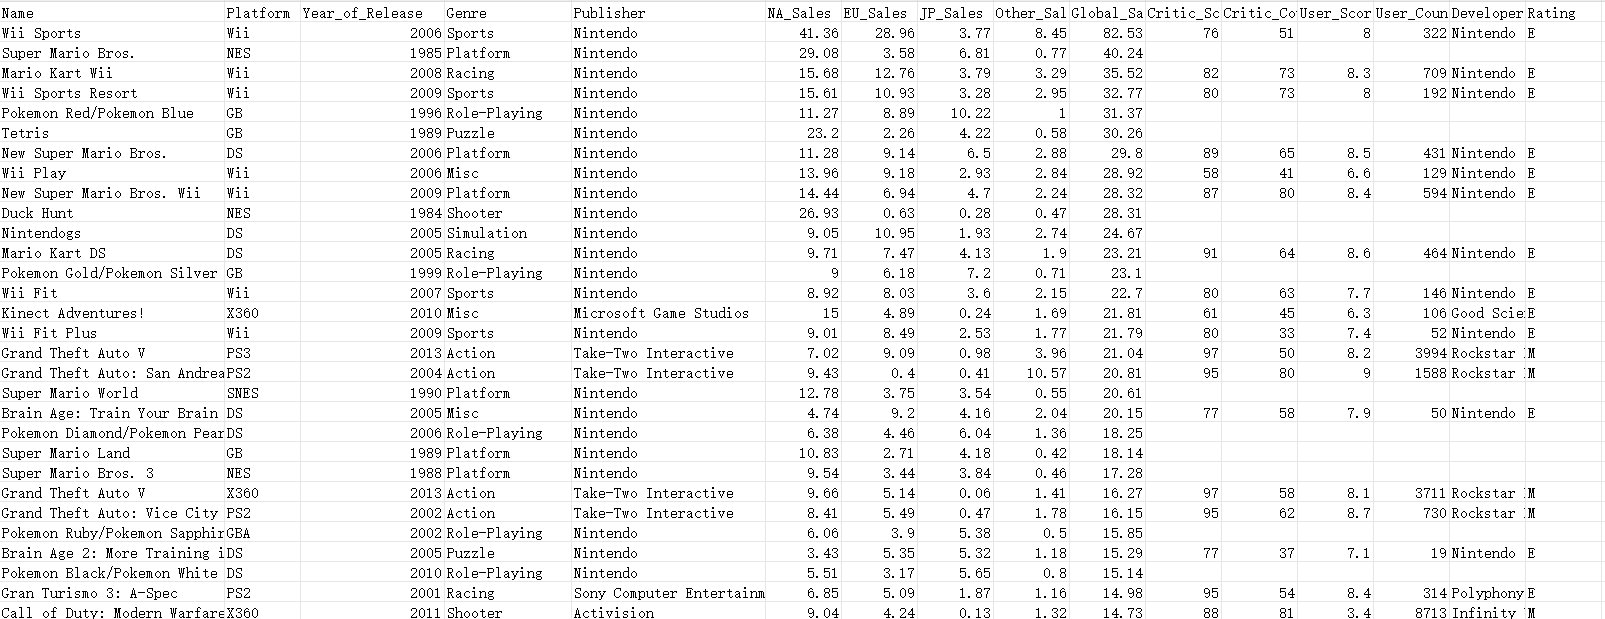 Name Platform Year_of_Release Genre Publisher NA_Sales EU_Sales JP_Sales Other_Sal Global_Sa Critic_Sc Critic_Co User_Scor User_Coun Developer Rating
Wii Sports Wii 2006 Sports Nintendo 41.36 28.96 3.77 8.45 82.53 76 51 8 322 Nintendo E
Super Mario Bros. NES 1985 Platform Nintendo 29.08 3.58 6.81 0.77 40.24
Mario Kart Wii Wii 2008 Racing Nintendo 15.68 12.76 3.79 3.29 35.52 82 73 8.3 709 Nintendo E
Wii Sports Resort Wii 2009 Sports Nintendo 15.61 10.93 3.28 2.95 32.77 80 73 8 192 Nintendo E
Pokemon Red/Pokemon Blue GB 1996 Role-Playing Nintendo 11.27 8.89 10.22 1 31.37
Tetris GB 1989 Puzzle Nintendo 23.2 2.26 4.22 0.58 30.26
New Super Mario Bros. DS 2006 Platform Nintendo 11.28 9.14 6.5 2.88 29.8 89 65 8.5 431 Nintendo E
Wii Play Wii 2006 Misc Nintendo 13.96 9.18 2.93 2.84 28.92 58 41 6.6 129 Nintendo E
New Super Mario Bros. Wii Wii 2009 Platform Nintendo 14.44 6.94 4.7 2.24 28.32 87 80 8.4 594 Nintendo E
Duck Hunt NES 1984 Shooter Nintendo 26.93 0.63 0.28 0.47 28.31
Nintendogs DS 2005 Simulation Nintendo 9.05 10.95 1.93 2.74 24.67
Mario Kart DS DS 2005 Racing Nintendo 9.71 7.47 4.13 1.9 23.21 91 64 8.6 464 Nintendo E
Pokemon Gold/Pokemon Silver GB 1999 Role-Playing Nintendo 9 6.18 7.2 0.71 23.1
Wii Fit Wii 2007 Sports Nintendo 8.92 8.03 3.6 2.15 22.7 80 63 7.7 146 Nintendo E
Kinect Adventures! X360 2010 Misc Microsoft Game Studios 15 4.89 0.24 1.69 21.81 61 45 6.3 106 Good Scie E
Wii Fit Plus Wii 2009 Sports Nintendo 9.01 8.49 2.53 1.77 21.79 80 33 7.4 52 Nintendo E
Grand Theft Auto V PS3 2013 Action Take-Two Interactive 7.02 9.09 0.98 3.96 21.04 97 50 8.2 3994 Rockstar M
Grand Theft Auto: San Andrea PS2 2004 Action Take-Two Interactive 9.43 0.4 0.41 10.57 20.81 95 80 9 1588 Rockstar M
Super Mario World SNES 1990 Platform Nintendo 12.78 3.75 3.54 0.55 20.61
Brain Age: Train Your Brain DS 2005 Misc Nintendo 4.74 9.2 4.16 2.04 20.15 77 58 7.9 50 Nintendo E
Pokemon Diamond/Pokemon Pear DS 2006 Role-Playing Nintendo 6.38 4.46 6.04 1.36 18.25
Super Mario Land GB 1989 Platform Nintendo 10.83 2.71 4.18 0.42 18.14
Super Mario Bros. 3 NES 1988 Platform Nintendo 9.54 3.44 3.84 0.46 17.28
Grand Theft Auto V X360 2013 Action Take-Two Interactive 9.66 5.14 0.06 1.41 16.27 97 58 8.1 3711 Rockstar M
Grand Theft Auto: Vice City PS2 2002 Action Take-Two Interactive 8.41 5.49 0.47 1.78 16.15 95 62 8.7 730 Rockstar M
Pokemon Ruby/Pokemon Sapphir GBA 2002 Role-Playing Nintendo 6.06 3.9 5.38 0.5 15.85
Brain Age 2: More Training i DS 2005 Puzzle Nintendo 3.43 5.35 5.32 1.18 15.29 77 37 7.1 19 Nintendo E
Pokemon Black/Pokemon White DS 2010 Role-Playing Nintendo 5.51 3.17 5.65 0.8 15.14
Gran Turismo 3: A-Spec PS2 2001 Racing Sony Computer Entertainm 6.85 5.09 1.87 1.16 14.98 95 54 8.4 314 Polyphony E
Call of Duty: Modern Warfare X360 2011 Shooter Activision 9.04 4.24 0.13 1.32 14.73 88 81 3.4 8713 Infinity M